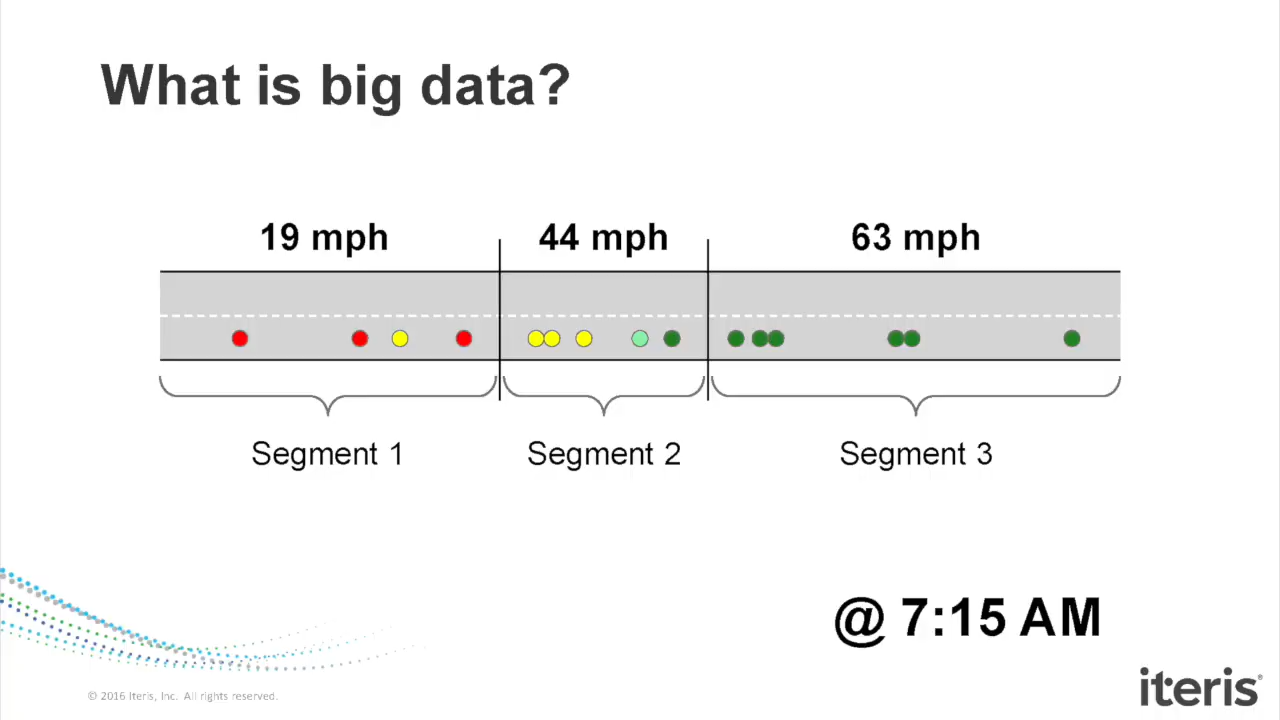 What is big data?
19 mph 44 mph 63 mph
Segment 1 Segment 2 Segment 3
@ 7:15 AM
© 2016 Iteris, Inc. All rights reserved.
iteris®